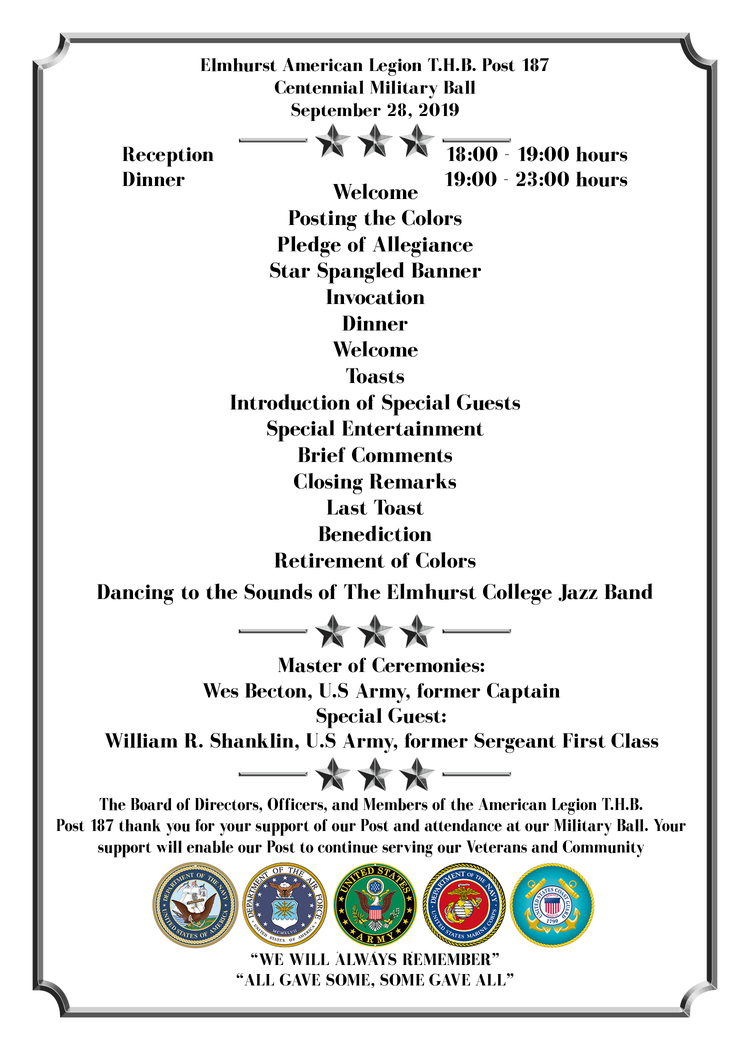 Elmhurst American Legion T.H.B. Post 187
Centennial Military Ball
September 28, 2019
Reception 18:00 - 19:00 hours
Dinner 19:00 - 23:00 hours
Welcome
Posting the Colors
Pledge of Allegiance
Star Spangled Banner
Invocation
Dinner
Welcome
Toasts
Introduction of Special Guests
Special Entertainment
Brief Comments
Closing Remarks
Last Toast
Benediction
Retirement of Colors
Dancing to the Sounds of The Elmhurst College Jazz Band
Master of Ceremonies:
Wes Becton, U.S Army, former Captain
Special Guest:
William R. Shanklin, U.S Army, former Sergeant First Class
The Board of Directors, Officers, and Members of the American Legion T.H.B.
Post 187 thank you for your support of our Post and attendance at our Military Ball. Your
support will enable our Post to continue serving our Veterans and Community
DEPARTMENT OF THE NAVY
UNITED STATES OF AMERICA
DEPARTMENT OF THE AIR FORCE
MCMXLVII
UNITED STATES OF AMERICA
UNITED STATES
ARMY
DEPARTMENT OF THE NAVY
UNITED STATES MARINE CORPS
UNITED STATES COAST GUARD
1790
“WE WILL ALWAYS REMEMBER”
“ALL GAVE SOME, SOME GAVE ALL”